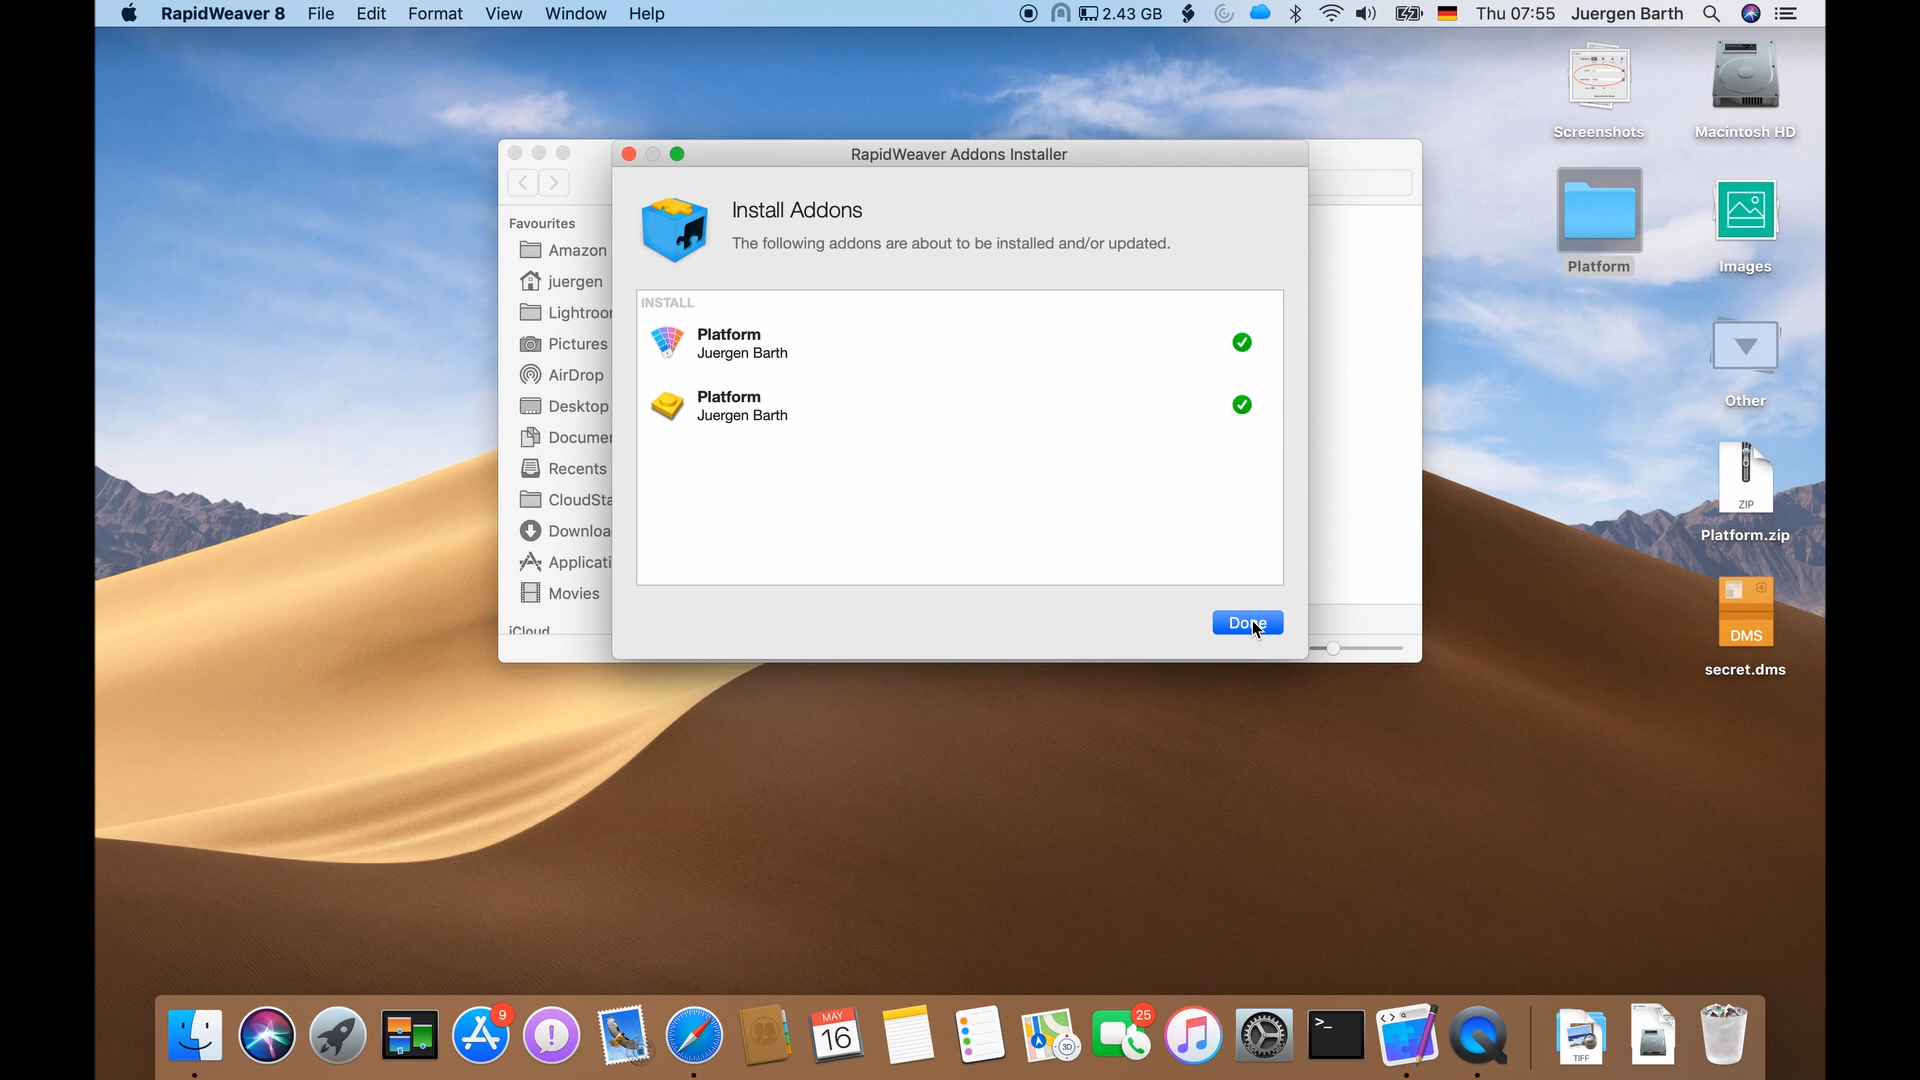 RapidWeaver 8 File Edit Format View Window Help 2.43 GB Thu 07:55 Juergen Barth
Screenshots
Macintosh HD
Platform
Images
Other
ZIP
Platform.zip
DMS
secret.dms
RapidWeaver Addons Installer
Install Addons
The following addons are about to be installed and/or updated.
INSTALL
Platform
Juergen Barth
Platform
Juergen Barth
Done
Favourites
Amazon
juergen
Lightroo
Pictures
AirDrop
Desktop
Documen
Recents
CloudSta
Downloa
Applicati
Movies
iCloud
9
MAY
16
3D
25
>_
TIFF